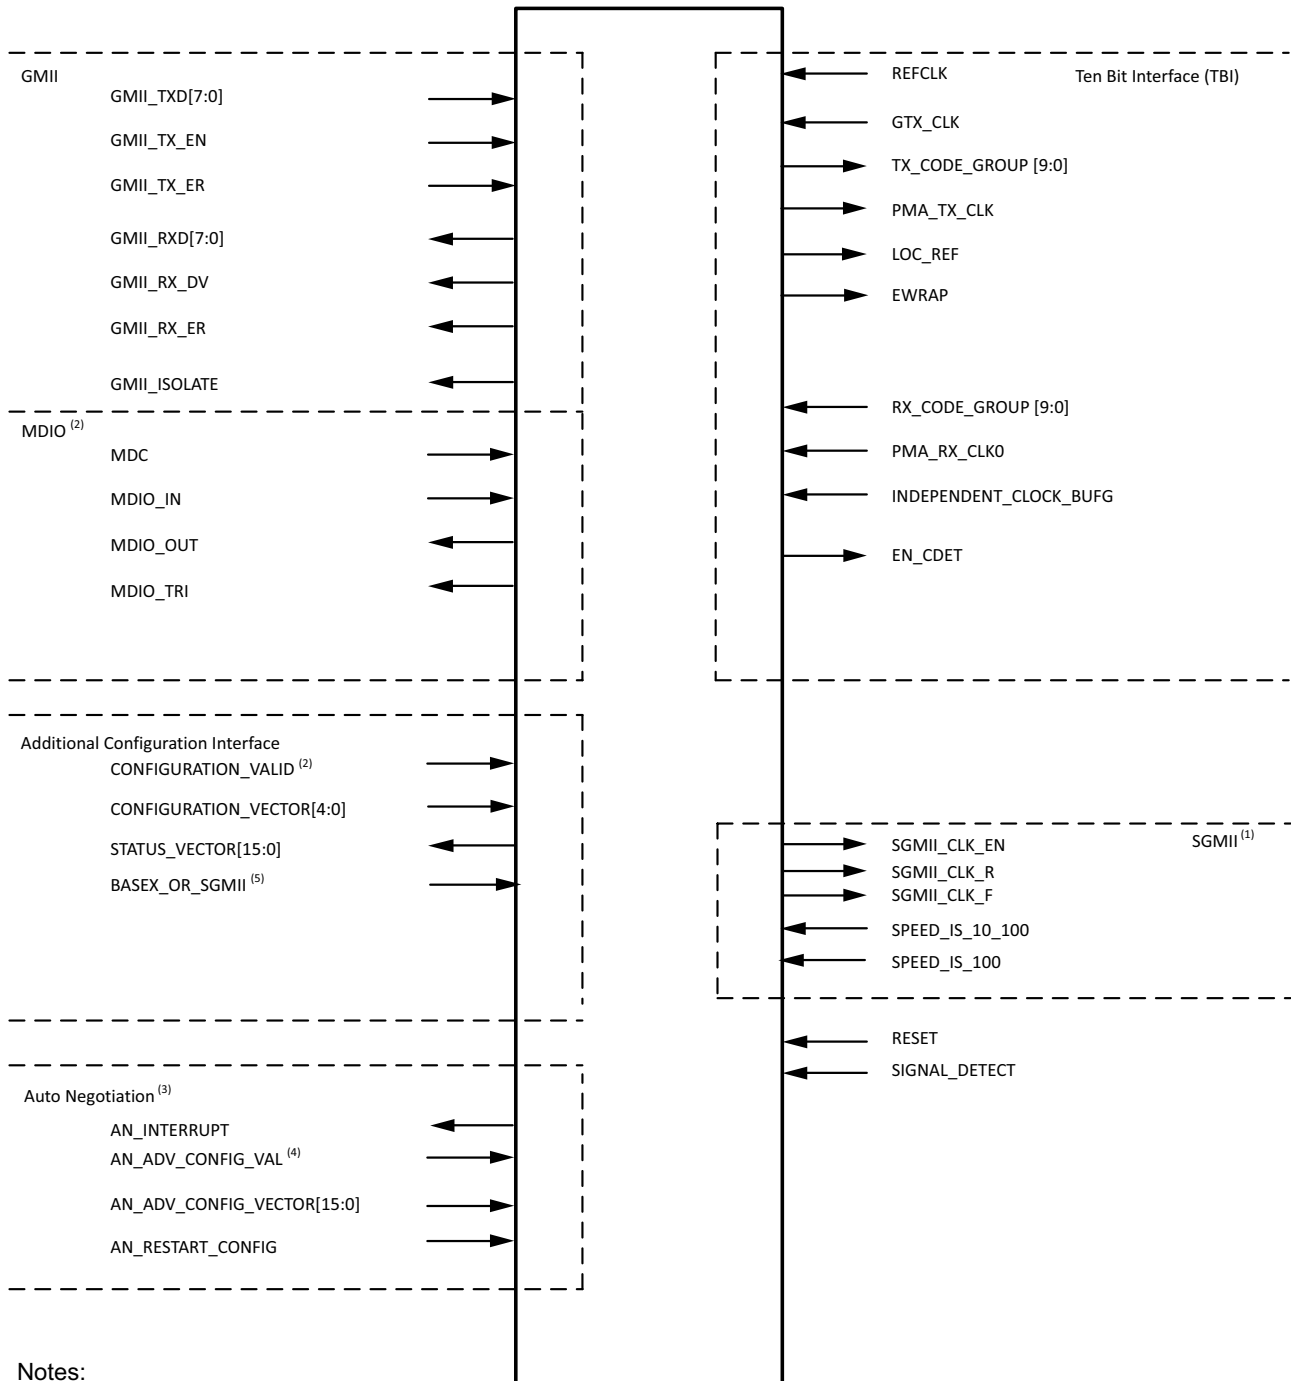 GMII
GMII_TXD[7:0]
GMII_TX_EN
GMII_TX_ER
GMII_RXD[7:0]
GMII_RX_DV
GMII_RX_ER
GMII_ISOLATE
MDIO (2)
MDC
MDIO_IN
MDIO_OUT
MDIO_TRI
Additional Configuration Interface
CONFIGURATION_VALID (2)
CONFIGURATION_VECTOR[4:0]
STATUS_VECTOR[15:0]
BASEX_OR_SGMII (5)
Auto Negotiation (3)
AN_INTERRUPT
AN_ADV_CONFIG_VAL (4)
AN_ADV_CONFIG_VECTOR[15:0]
AN_RESTART_CONFIG
Ten Bit Interface (TBI)
REFCLK
GTX_CLK
TX_CODE_GROUP [9:0]
PMA_TX_CLK
LOC_REF
EWRAP
RX_CODE_GROUP [9:0]
PMA_RX_CLK0
INDEPENDENT_CLOCK_BUFG
EN_CDET
SGMII (1)
SGMII_CLK_EN
SGMII_CLK_R
SGMII_CLK_F
SPEED_IS_10_100
SPEED_IS_100
RESET
SIGNAL_DETECT
Notes: